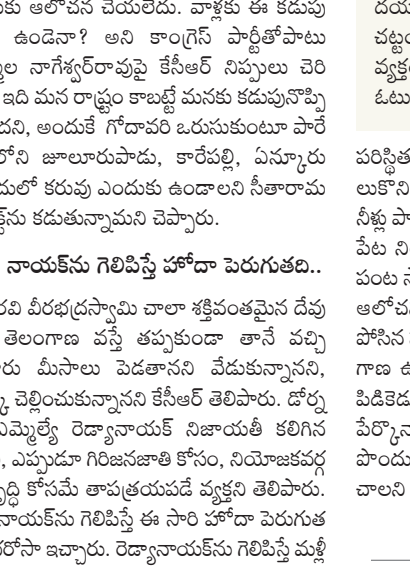 కు ఆలోచన చేయలేదు. వాళ్లకు ఈ కడుపు
ఉండెనా? అని కాంగ్రెస్ పార్టీతోపాటు
ల నాగేశ్వర్‌రావుపై కేసీఆర్ నిప్పులు చెరి
ఇది మన రాష్ట్రం కాబట్టే మనకు కడుపునొప్పి
దని, అందుకే గోదావరి ఒరుసుకుంటూ పారే
లోని జూలూరుపాడు, కారేపల్లి, ఏన్కూరు
దులో కరువు ఎందుకు ఉండాలని సీతారామ
్ట్‌ను కడుతున్నామని చెప్పారు.
నాయక్‌ను గెలిపిస్తే హోదా పెరుగుతది..
రవి వీరభద్రస్వామి చాలా శక్తివంతమైన దేవు
తెలంగాణ వస్తే తప్పకుండా తానే వచ్చి
రు మీసాలు పెడతానని వేడుకున్నానని,
చెల్లించుకున్నానని కేసీఆర్ తెలిపారు. డోర్న
ఎమ్మెల్యే రెడ్యానాయక్ నిజాయతీ కలిగిన
, ఎప్పుడూ గిరిజనజాతి కోసం, నియోజకవర్గ
ద్ధి కోసమే తాపత్రయపడే వ్యక్తని తెలిపారు.
నాయక్‌ను గెలిపిస్తే ఈ సారి హోదా పెరుగుత
రోసా ఇచ్చారు. రెడ్యానాయక్‌ను గెలిపిస్తే మళ్లీ
దయ
చట్టం
వ్యక్త
ఓటు
పరిస్థిత
లుకొని
నీళ్లు పా
పేట ని
పంట సా
ఆలోచ
పోసిన
గాణ ఉ
పిడికెడ
పేర్కొన
పొందు
చాలని